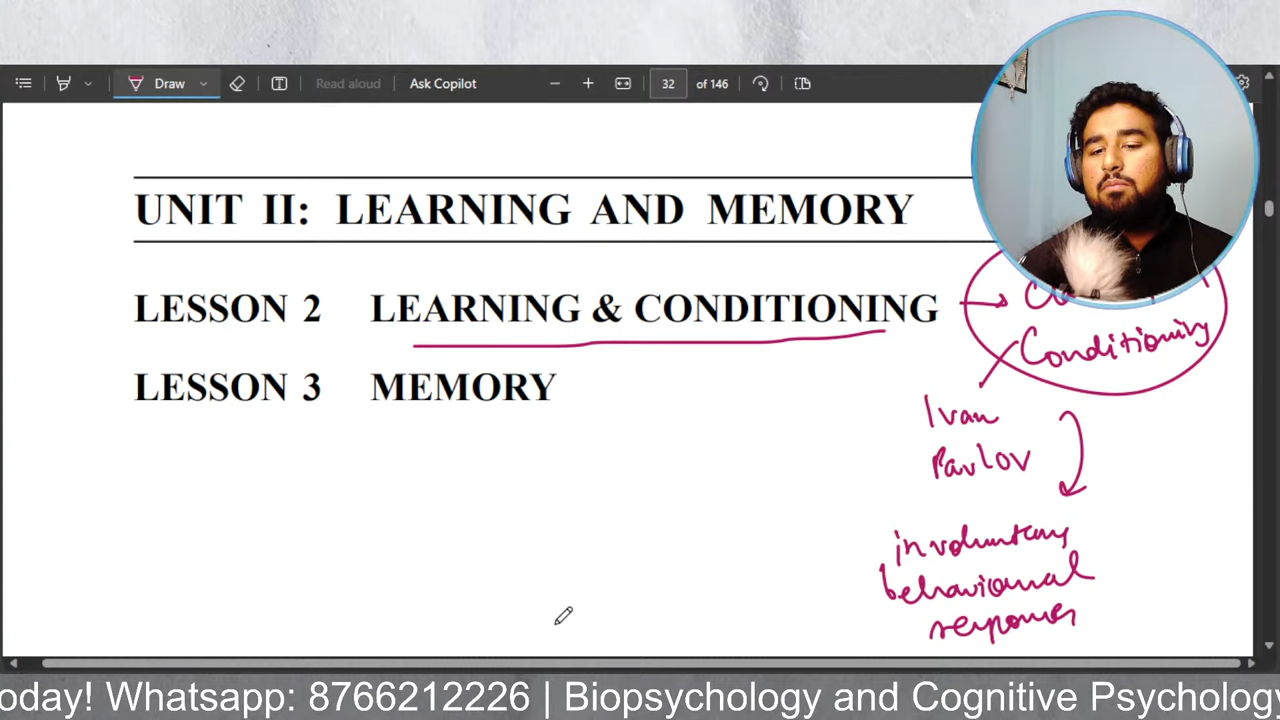 Draw
Read aloud
Ask Copilot
32
of 146
UNIT II: LEARNING AND MEMORY
LESSON 2 LEARNING & CONDITIONING
Conditioning
LESSON 3 MEMORY
Ivan
Pavlov
involuntary
behavioural
responses
oday! Whatsapp: 8766212226 | Biopsychology and Cognitive Psychology